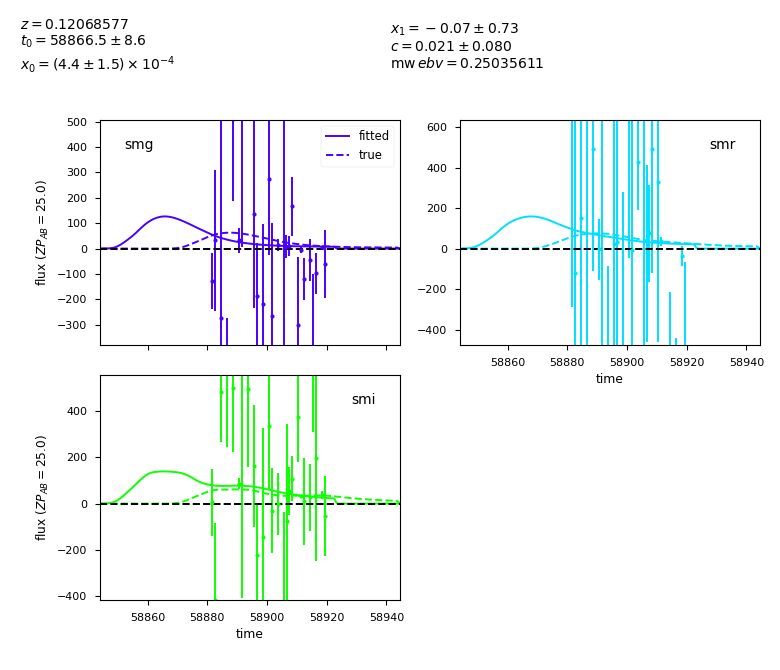 z = 0.12068577
t0 = 58866.5 ± 8.6
x0 = (4.4 ± 1.5) × 10^−4
x1 = −0.07 ± 0.73
c = 0.021 ± 0.080
mw ebv = 0.25035611
smg
fitted
true
500
400
300
200
100
0
−100
−200
−300
flux (ZP_AB = 25.0)
smr
600
400
200
0
−200
−400
58860 58880 58900 58920 58940
time
smi
400
200
0
−200
−400
flux (ZP_AB = 25.0)
58860 58880 58900 58920 58940
time